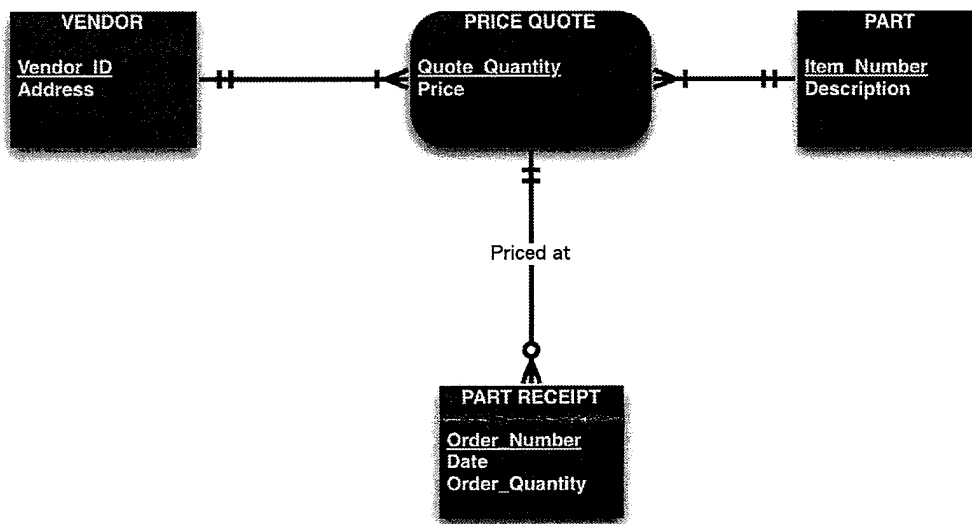 VENDOR
Vendor_ID
Address
PRICE QUOTE
Quote_Quantity
Price
PART
Item_Number
Description
Priced at
PART RECEIPT
Order_Number
Date
Order_Quantity